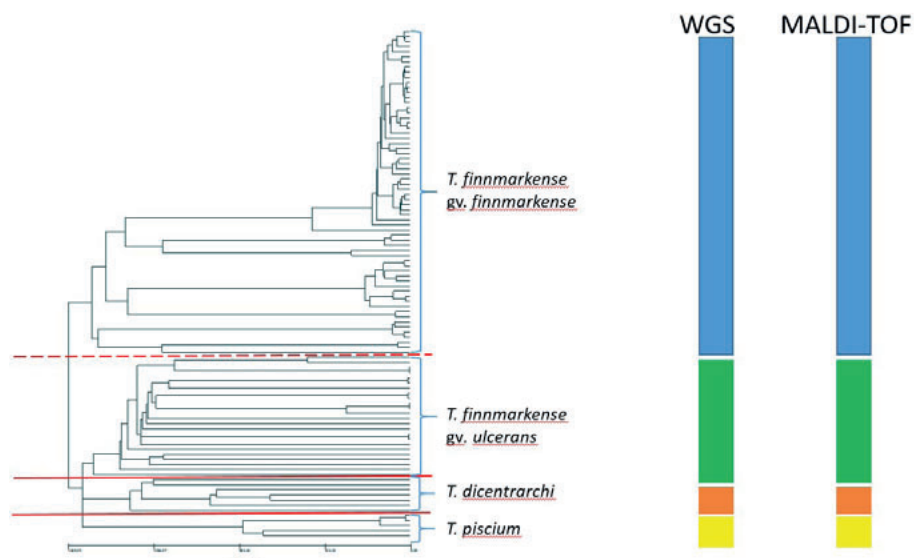 WGS MALDI-TOF
T. finnmarkense
gv. finnmarkense
T. finnmarkense
gv. ulcerans
T. dicentrarchi
T. piscium